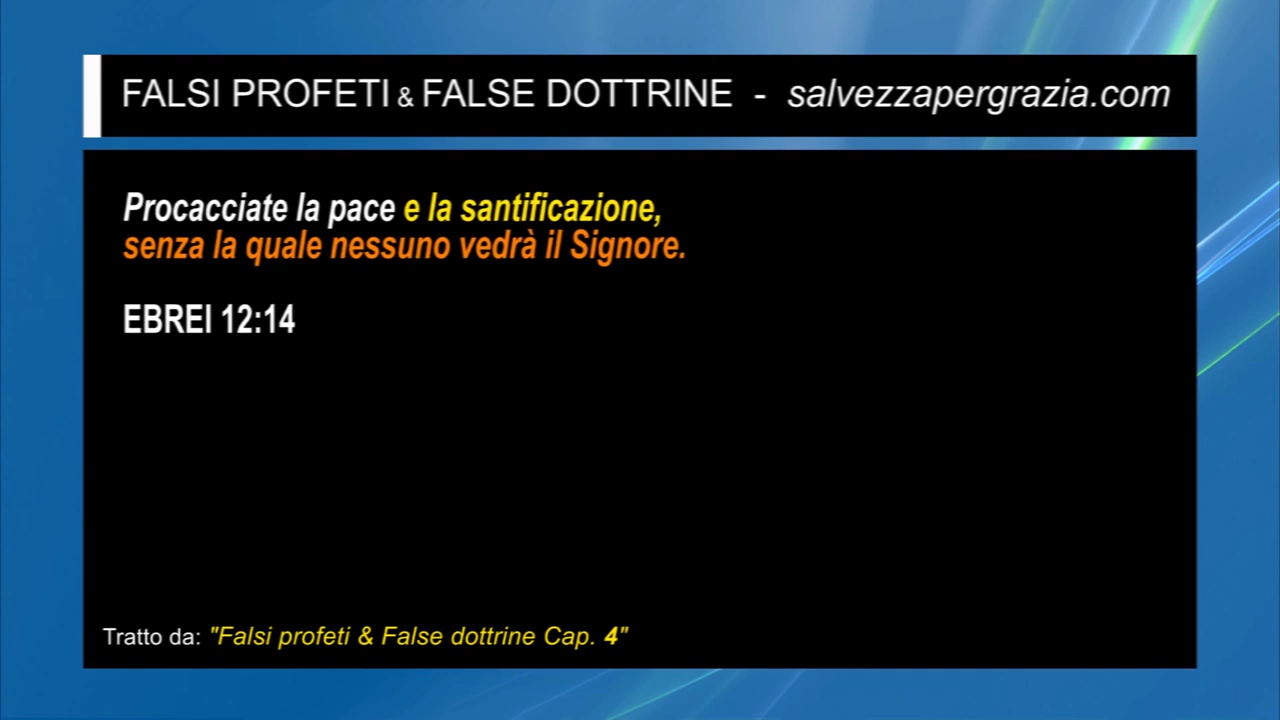 FALSI PROFETI & FALSE DOTTRINE - salvezzapergrazia.com
Procacciate la pace e la santificazione,
senza la quale nessuno vedrà il Signore.
EBREI 12:14
Tratto da: "Falsi profeti & False dottrine Cap. 4"